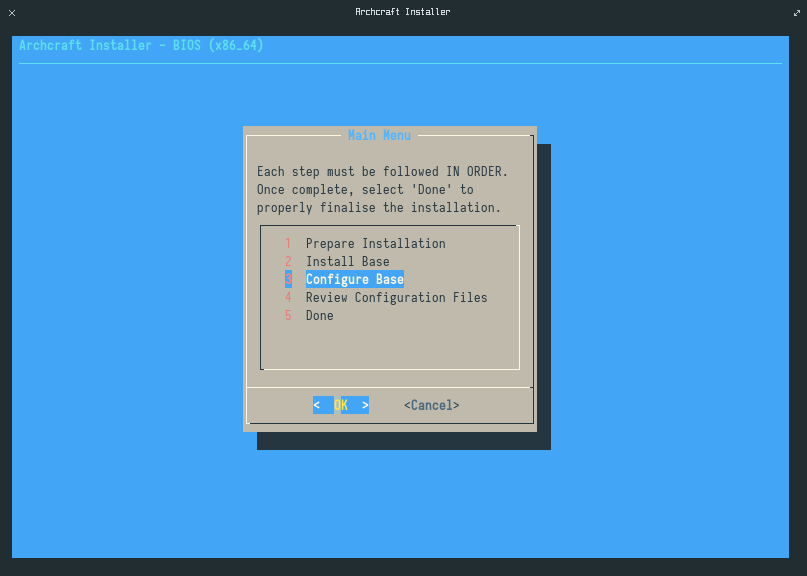 Archcraft Installer
Archcraft Installer - BIOS (x86_64)
Main Menu
Each step must be followed IN ORDER.
Once complete, select 'Done' to
properly finalise the installation.
1 Prepare Installation
2 Install Base
3 Configure Base
4 Review Configuration Files
5 Done
< OK > <Cancel>